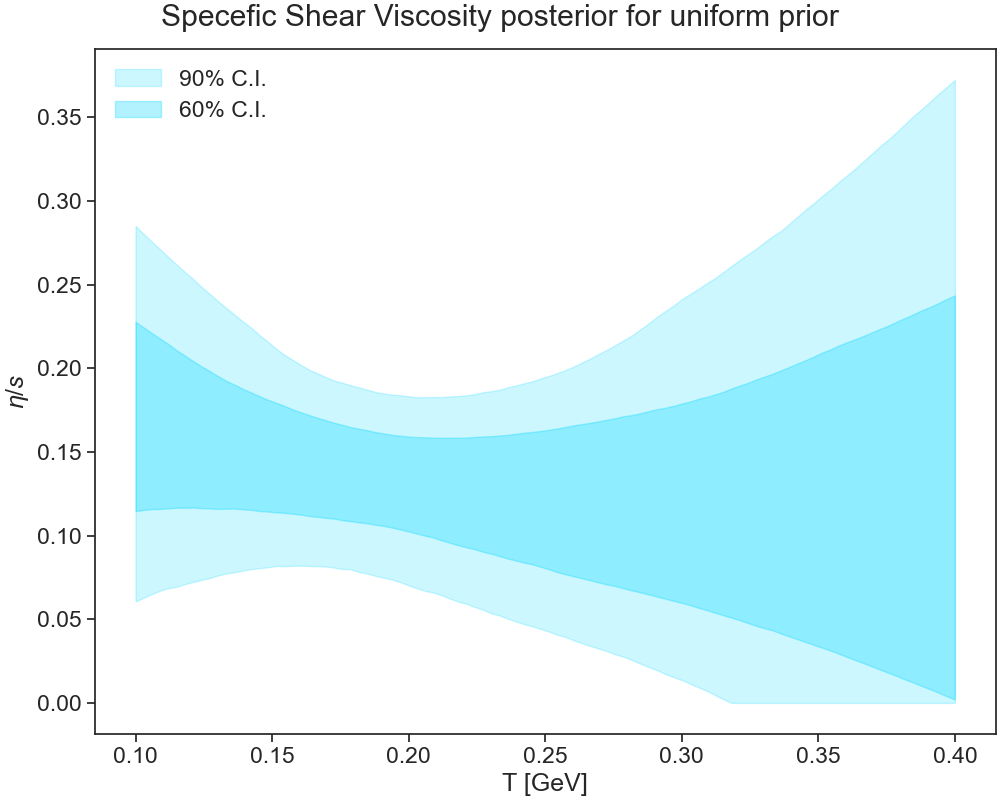 Specefic Shear Viscosity posterior for uniform prior
90% C.I.
60% C.I.
0.35
0.30
0.25
0.20
0.15
0.10
0.05
0.00
η/s
0.10 0.15 0.20 0.25 0.30 0.35 0.40
T [GeV]